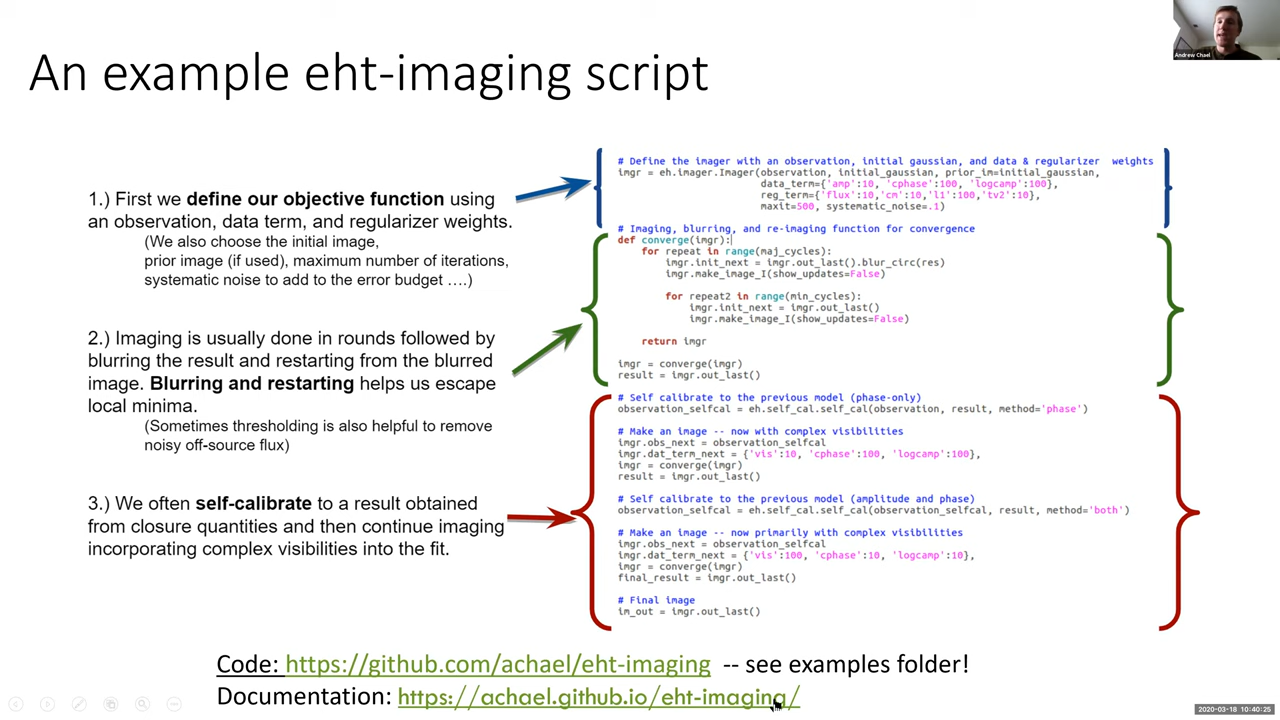 An example eht-imaging script
Andrew Chael
1.) First we define our objective function using
an observation, data term, and regularizer weights.
(We also choose the initial image,
prior image (if used), maximum number of iterations,
systematic noise to add to the error budget ….)
2.) Imaging is usually done in rounds followed by
blurring the result and restarting from the blurred
image. Blurring and restarting helps us escape
local minima.
(Sometimes thresholding is also helpful to remove
noisy off-source flux)
3.) We often self-calibrate to a result obtained
from closure quantities and then continue imaging
incorporating complex visibilities into the fit.
# Define the imager with an observation, initial gaussian, and data & regularizer weights
imgr = eh.imager.Imager(observation, initial_gaussian, prior_im=initial_gaussian,
data_term={'amp':10, 'cphase':100, 'logcamp':100},
reg_term={'flux':10,'cm':10,'l1':100,'tv2':10},
maxit=500, systematic_noise=.1)
# Imaging, blurring, and re-imaging function for convergence
def converge(imgr):
for repeat in range(maj_cycles):
imgr.init_next = imgr.out_last().blur_circ(res)
imgr.make_image_I(show_updates=False)
for repeat2 in range(min_cycles):
imgr.init_next = imgr.out_last()
imgr.make_image_I(show_updates=False)
return imgr
imgr = converge(imgr)
result = imgr.out_last()
# Self calibrate to the previous model (phase-only)
observation_selfcal = eh.self_cal.self_cal(observation, result, method='phase')
# Make an image -- now with complex visibilities
imgr.obs_next = observation_selfcal
imgr.dat_term_next = {'vis':10, 'cphase':100, 'logcamp':100},
imgr = converge(imgr)
result = imgr.out_last()
# Self calibrate to the previous model (amplitude and phase)
observation_selfcal = eh.self_cal.self_cal(observation_selfcal, result, method='both')
# Make an image -- now primarily with complex visibilities
imgr.obs_next = observation_selfcal
imgr.dat_term_next = {'vis':100, 'cphase':10, 'logcamp':10},
imgr = converge(imgr)
final_result = imgr.out_last()
# Final image
im_out = imgr.out_last()
Code: https://github.com/achael/eht-imaging -- see examples folder!
Documentation: https://achael.github.io/eht-imaging/
2020-03-18 10:40:25